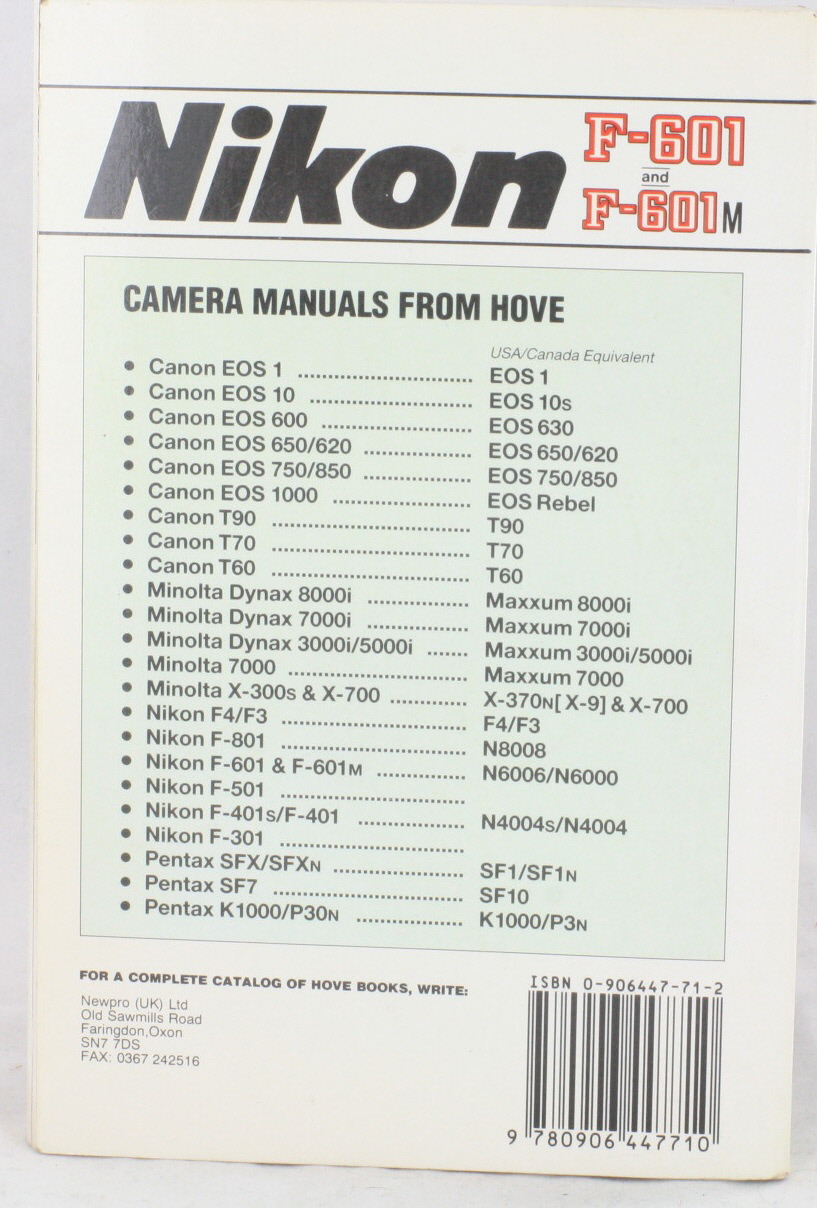 Nikon F-601
and
F-601M
CAMERA MANUALS FROM HOVE
USA/Canada Equivalent
• Canon EOS 1 ........................ EOS 1
• Canon EOS 10 ........................ EOS 10s
• Canon EOS 600 ........................ EOS 630
• Canon EOS 650/620 ................. EOS 650/620
• Canon EOS 750/850 ................. EOS 750/850
• Canon EOS 1000 ..................... EOS Rebel
• Canon T90 ............................... T90
• Canon T70 ............................... T70
• Canon T60 ............................... T60
• Minolta Dynax 8000i ................ Maxxum 8000i
• Minolta Dynax 7000i ................ Maxxum 7000i
• Minolta Dynax 3000i/5000i ....... Maxxum 3000i/5000i
• Minolta 7000 ............................ Maxxum 7000
• Minolta X-300s & X-700 ............ X-370N[ X-9] & X-700
• Nikon F4/F3 ............................. F4/F3
• Nikon F-801 ............................. N8008
• Nikon F-601 & F-601M .............. N6006/N6000
• Nikon F-501 .............................
• Nikon F-401s/F-401 ................. N4004s/N4004
• Nikon F-301 .............................
• Pentax SFX/SFXN .................... SF1/SF1N
• Pentax SF7 .............................. SF10
• Pentax K1000/P30N ................. K1000/P3N
FOR A COMPLETE CATALOG OF HOVE BOOKS, WRITE:
Newpro (UK) Ltd
Old Sawmills Road
Faringdon,Oxon
SN7 7DS
FAX: 0367 242516
ISBN 0-906447-71-2
9 780906 447710